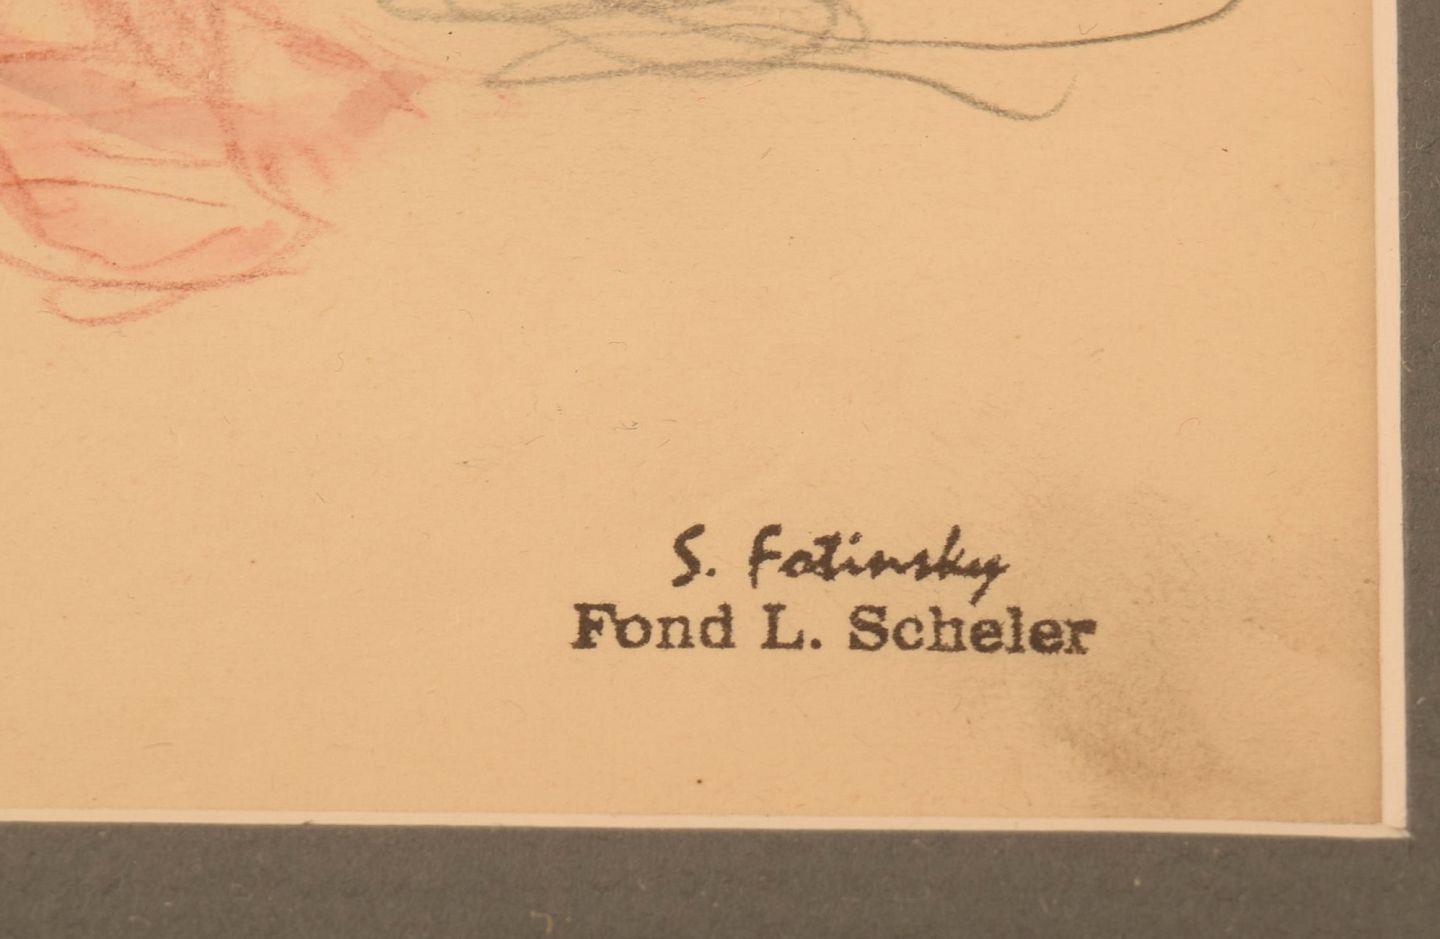 S. Fotinsky
Fond L. Scheler